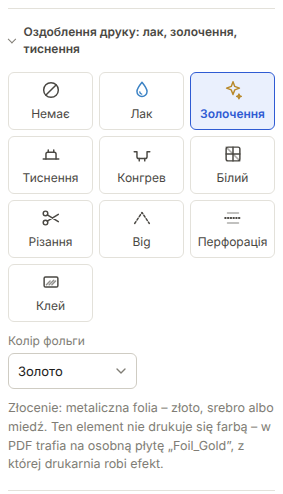 Оздоблення друку: лак, золочення,
тиснення
Немає
Лак
Золочення
Тиснення
Конгрев
Білий
Різання
Big
Перфорація
Клей
Колір фольги
Золото
Złocenie: metaliczna folia – złoto, srebro albo
miedź. Ten element nie drukuje się farbą – w
PDF trafia na osobną płytę „Foil_Gold”, z
której drukarnia robi efekt.